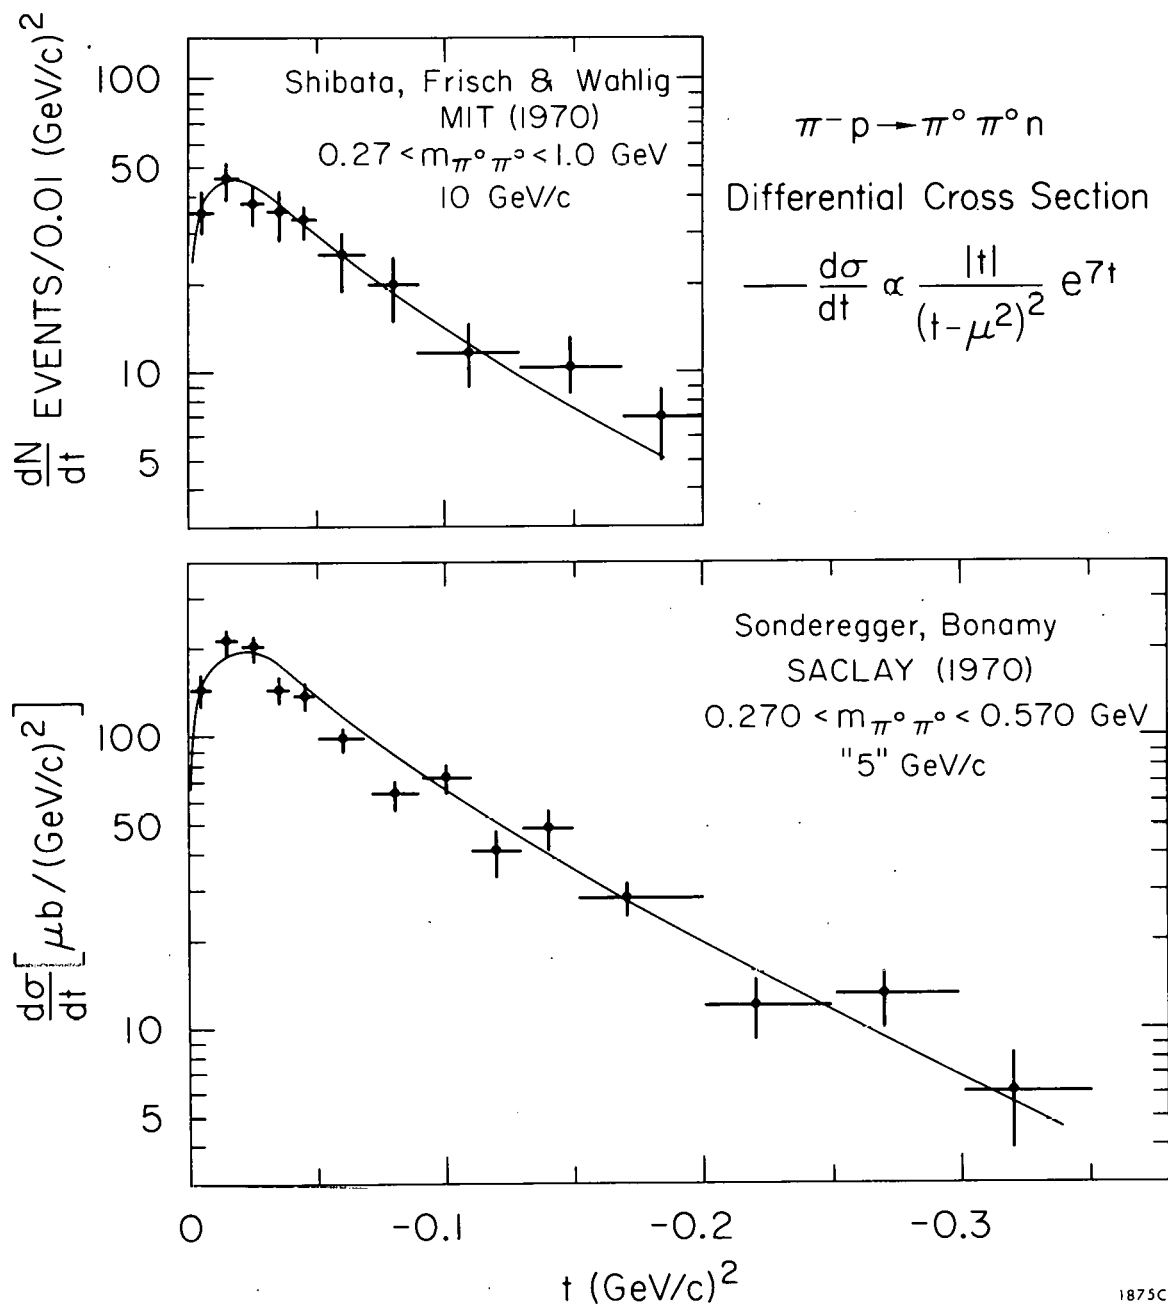 dN/dt EVENTS/0.01 (GeV/c)²
100
50
10
5
Shibata, Frisch & Wahlig
MIT (1970)
0.27 < m_π°π° < 1.0 GeV
10 GeV/c
π⁻p → π°π°n
Differential Cross Section
— dσ/dt ∝ |t|/(t-μ²)² e^7t
dσ/dt [μb/(GeV/c)²]
100
50
10
5
Sonderegger, Bonamy
SACLAY (1970)
0.270 < m_π°π° < 0.570 GeV
"5" GeV/c
0 -0.1 -0.2 -0.3
t (GeV/c)²
1875C